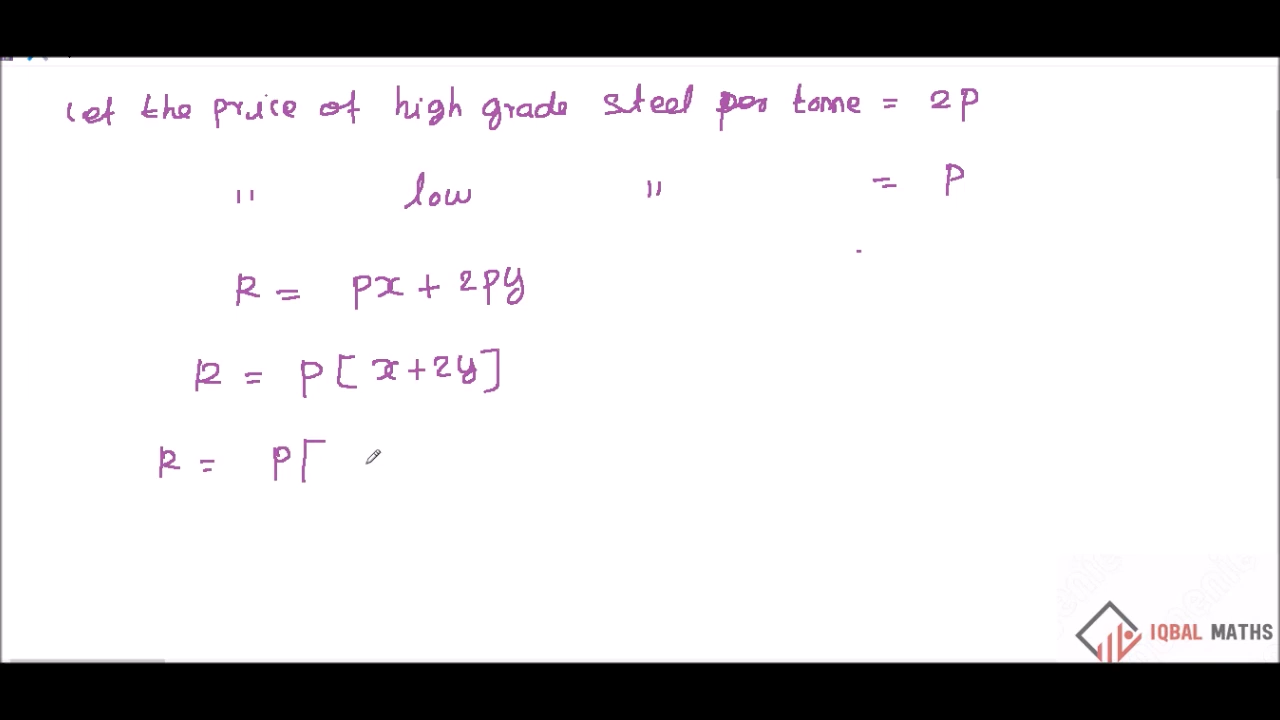 Let the price of high grade steel per tonne = 2P
" low " = P
R = Px + 2Py
R = P[x+2y]
R = P[
IQBAL MATHS